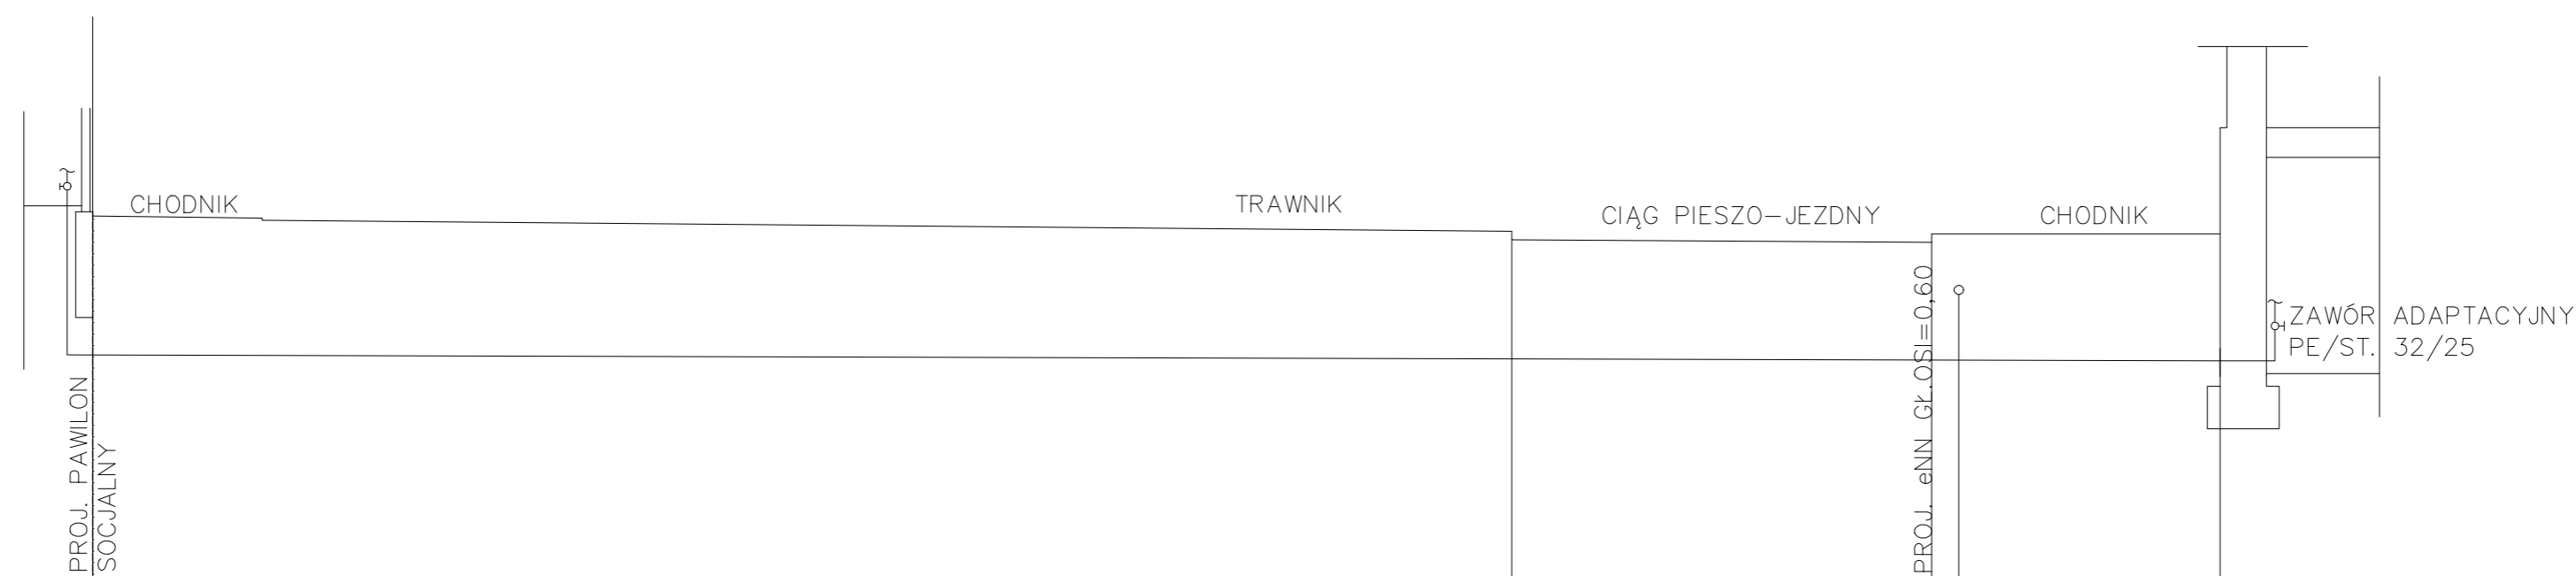 CHODNIK
TRAWNIK
CIĄG PIESZO-JEZDNY
CHODNIK
ZAWÓR ADAPTACYJNY
PE/ST. 32/25
PROJ. PAWILON
SOCJALNY
PROJ. eNN GŁ.OSI=0,60